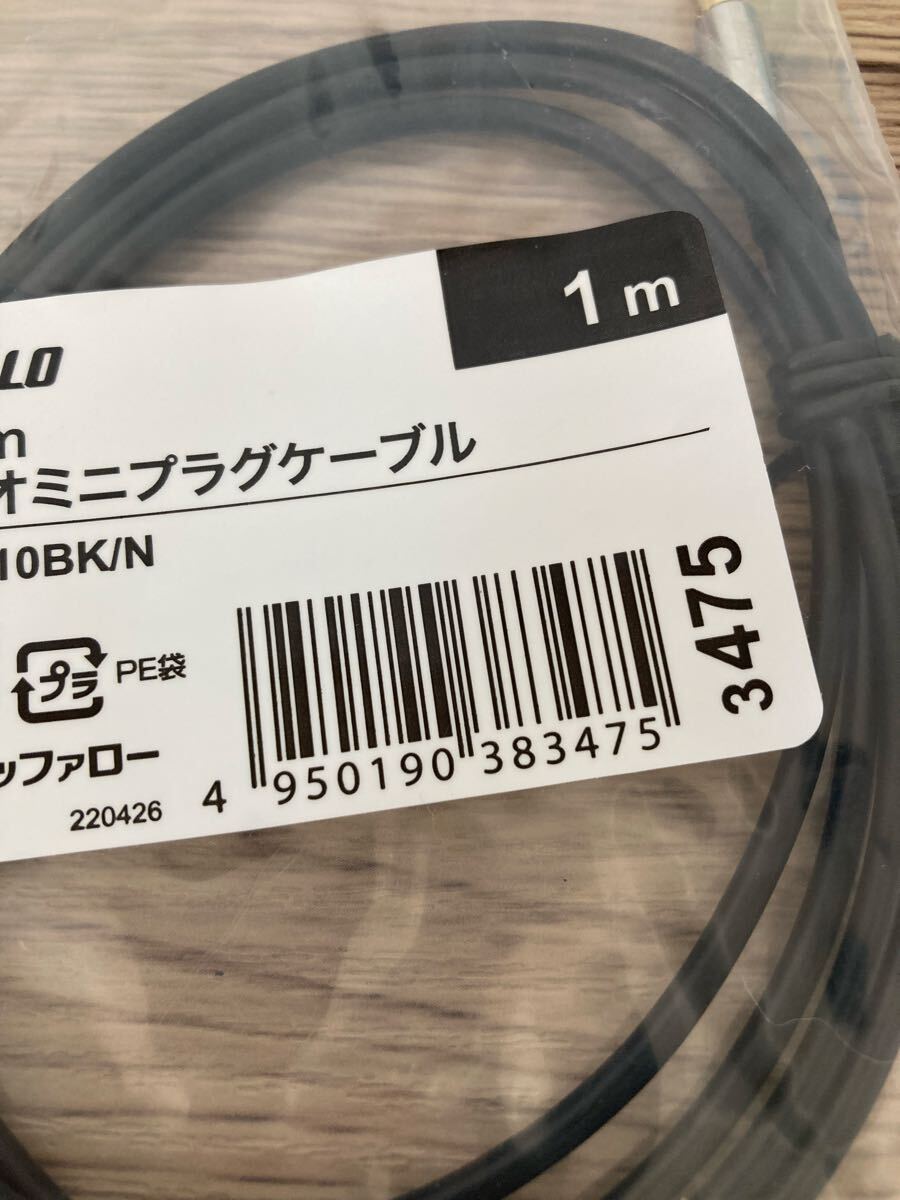 1 m
LO
m
オミニプラグケーブル
10BK/N
プラ PE袋
ッファロー
220426
4 950190 383475
3475